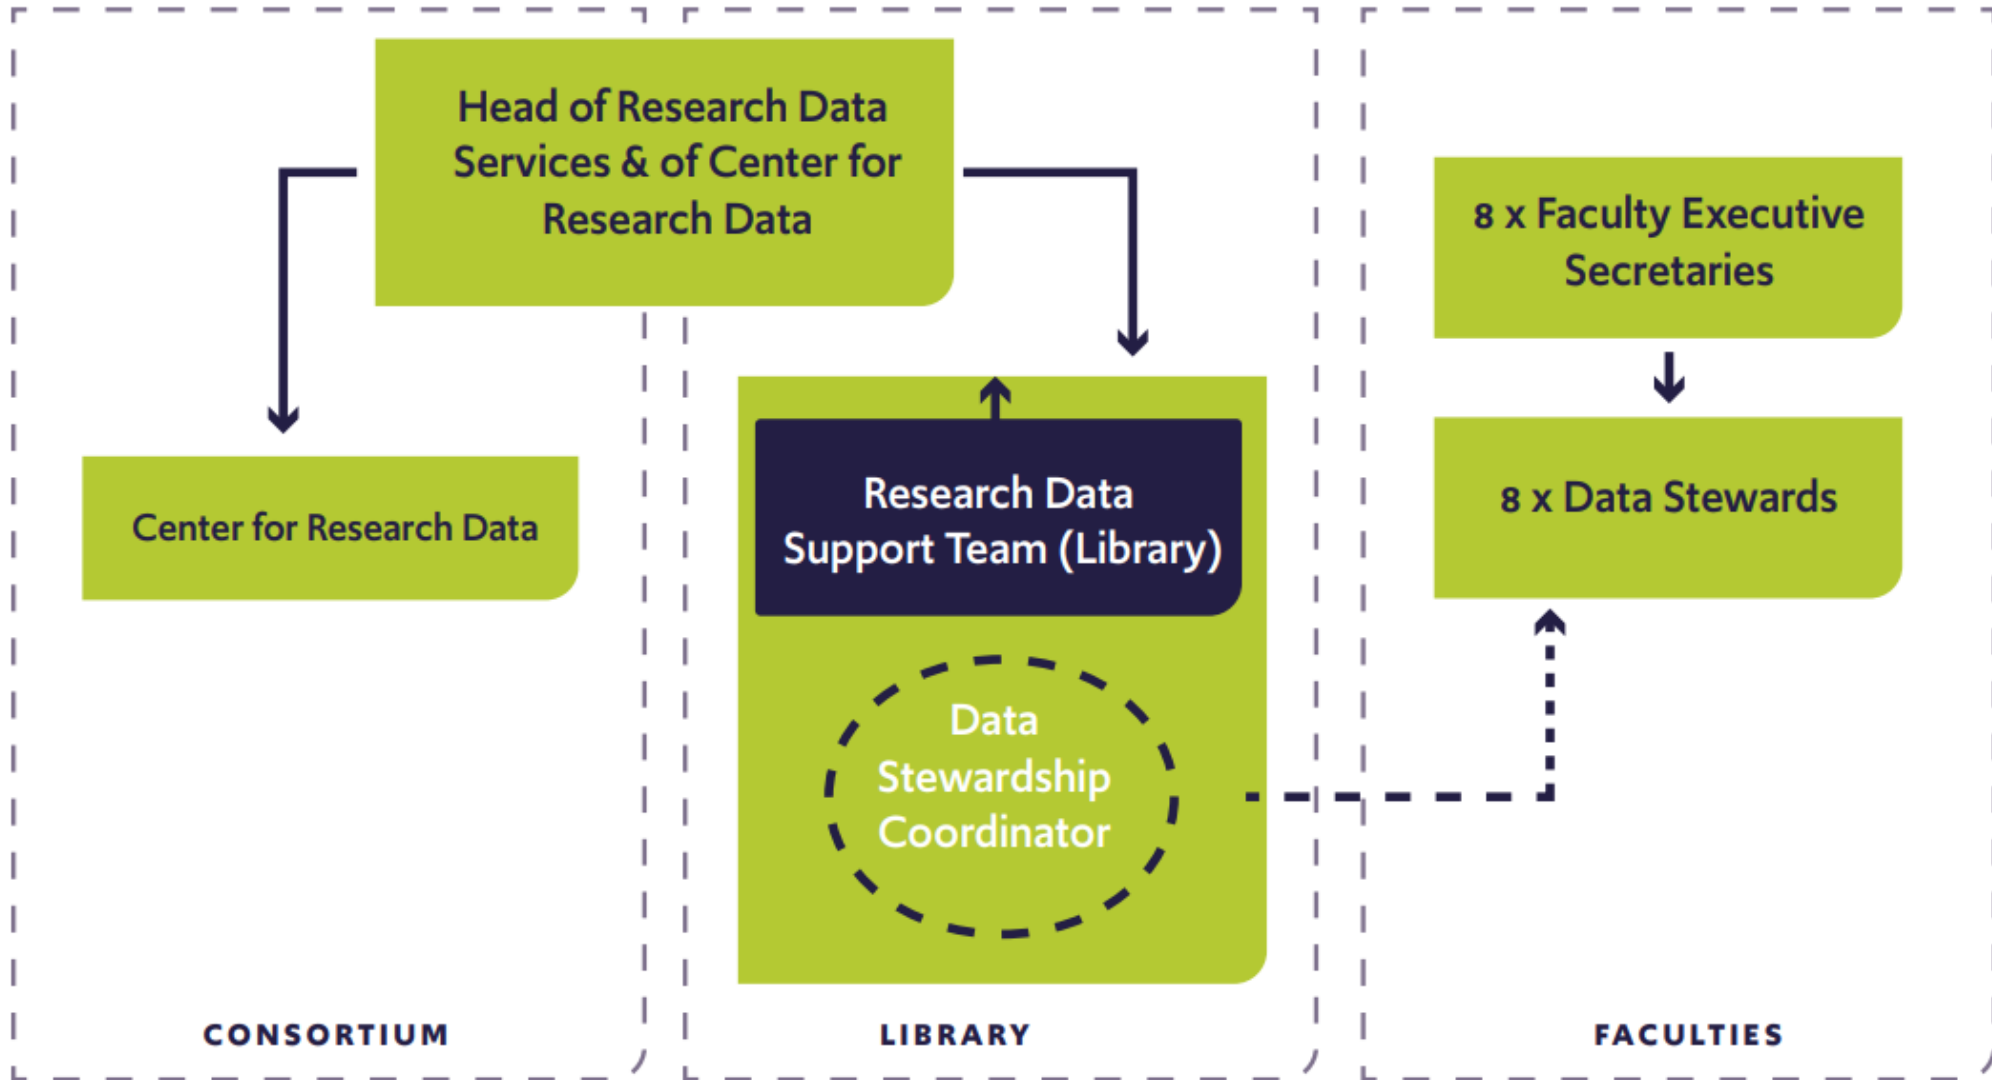 Head of Research Data
Services & of Center for
Research Data
Center for Research Data
CONSORTIUM
Research Data
Support Team (Library)
Data
Stewardship
Coordinator
LIBRARY
8 x Faculty Executive
Secretaries
8 x Data Stewards
FACULTIES